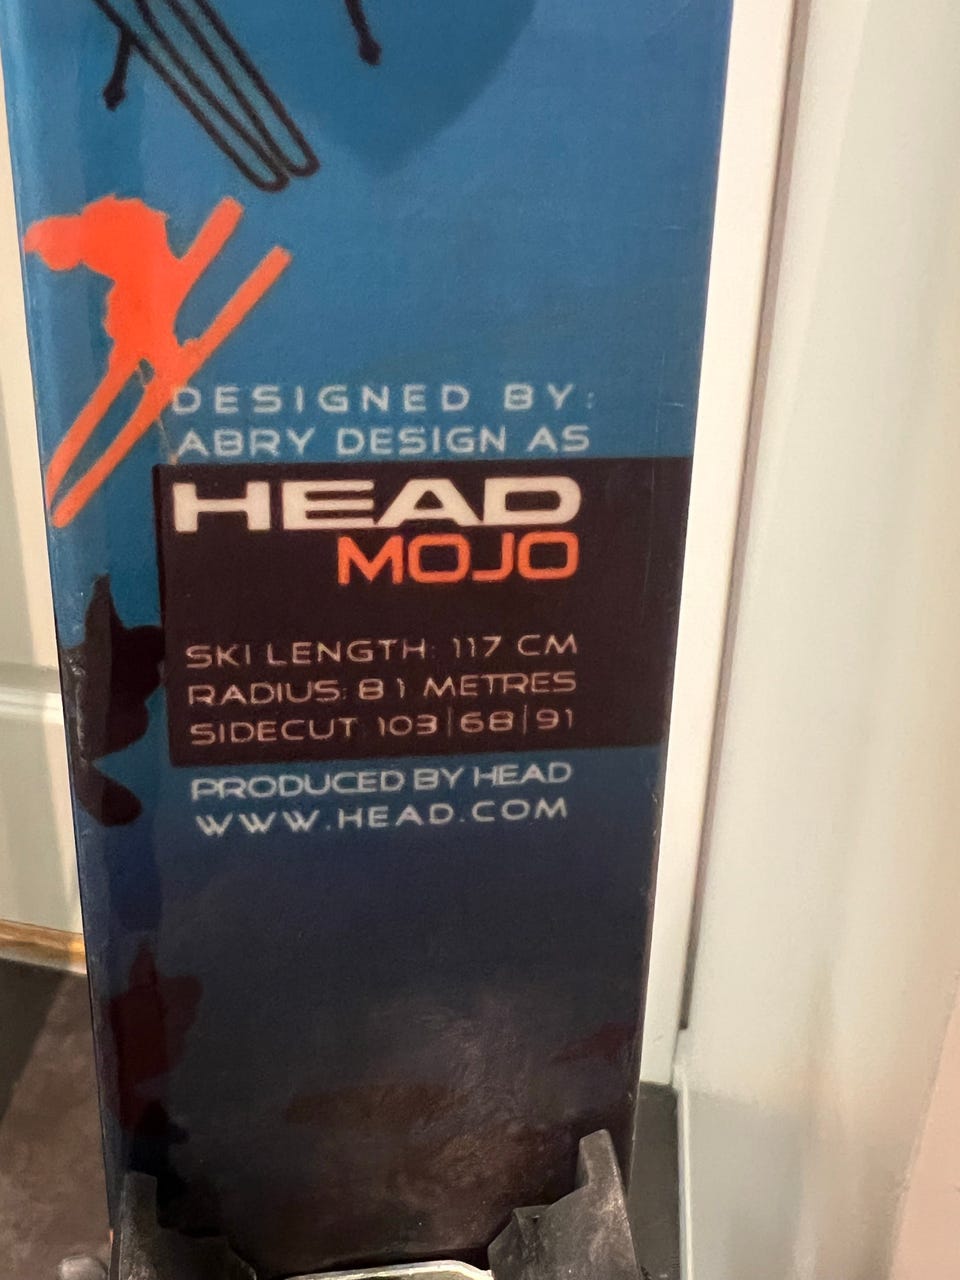 DESIGNED BY:
ABRY DESIGN AS
HEAD
MOJO
SKI LENGTH: 117 CM
RADIUS: 8 1 METRES
SIDECUT 103|68|91
PRODUCED BY HEAD
WWW.HEAD.COM